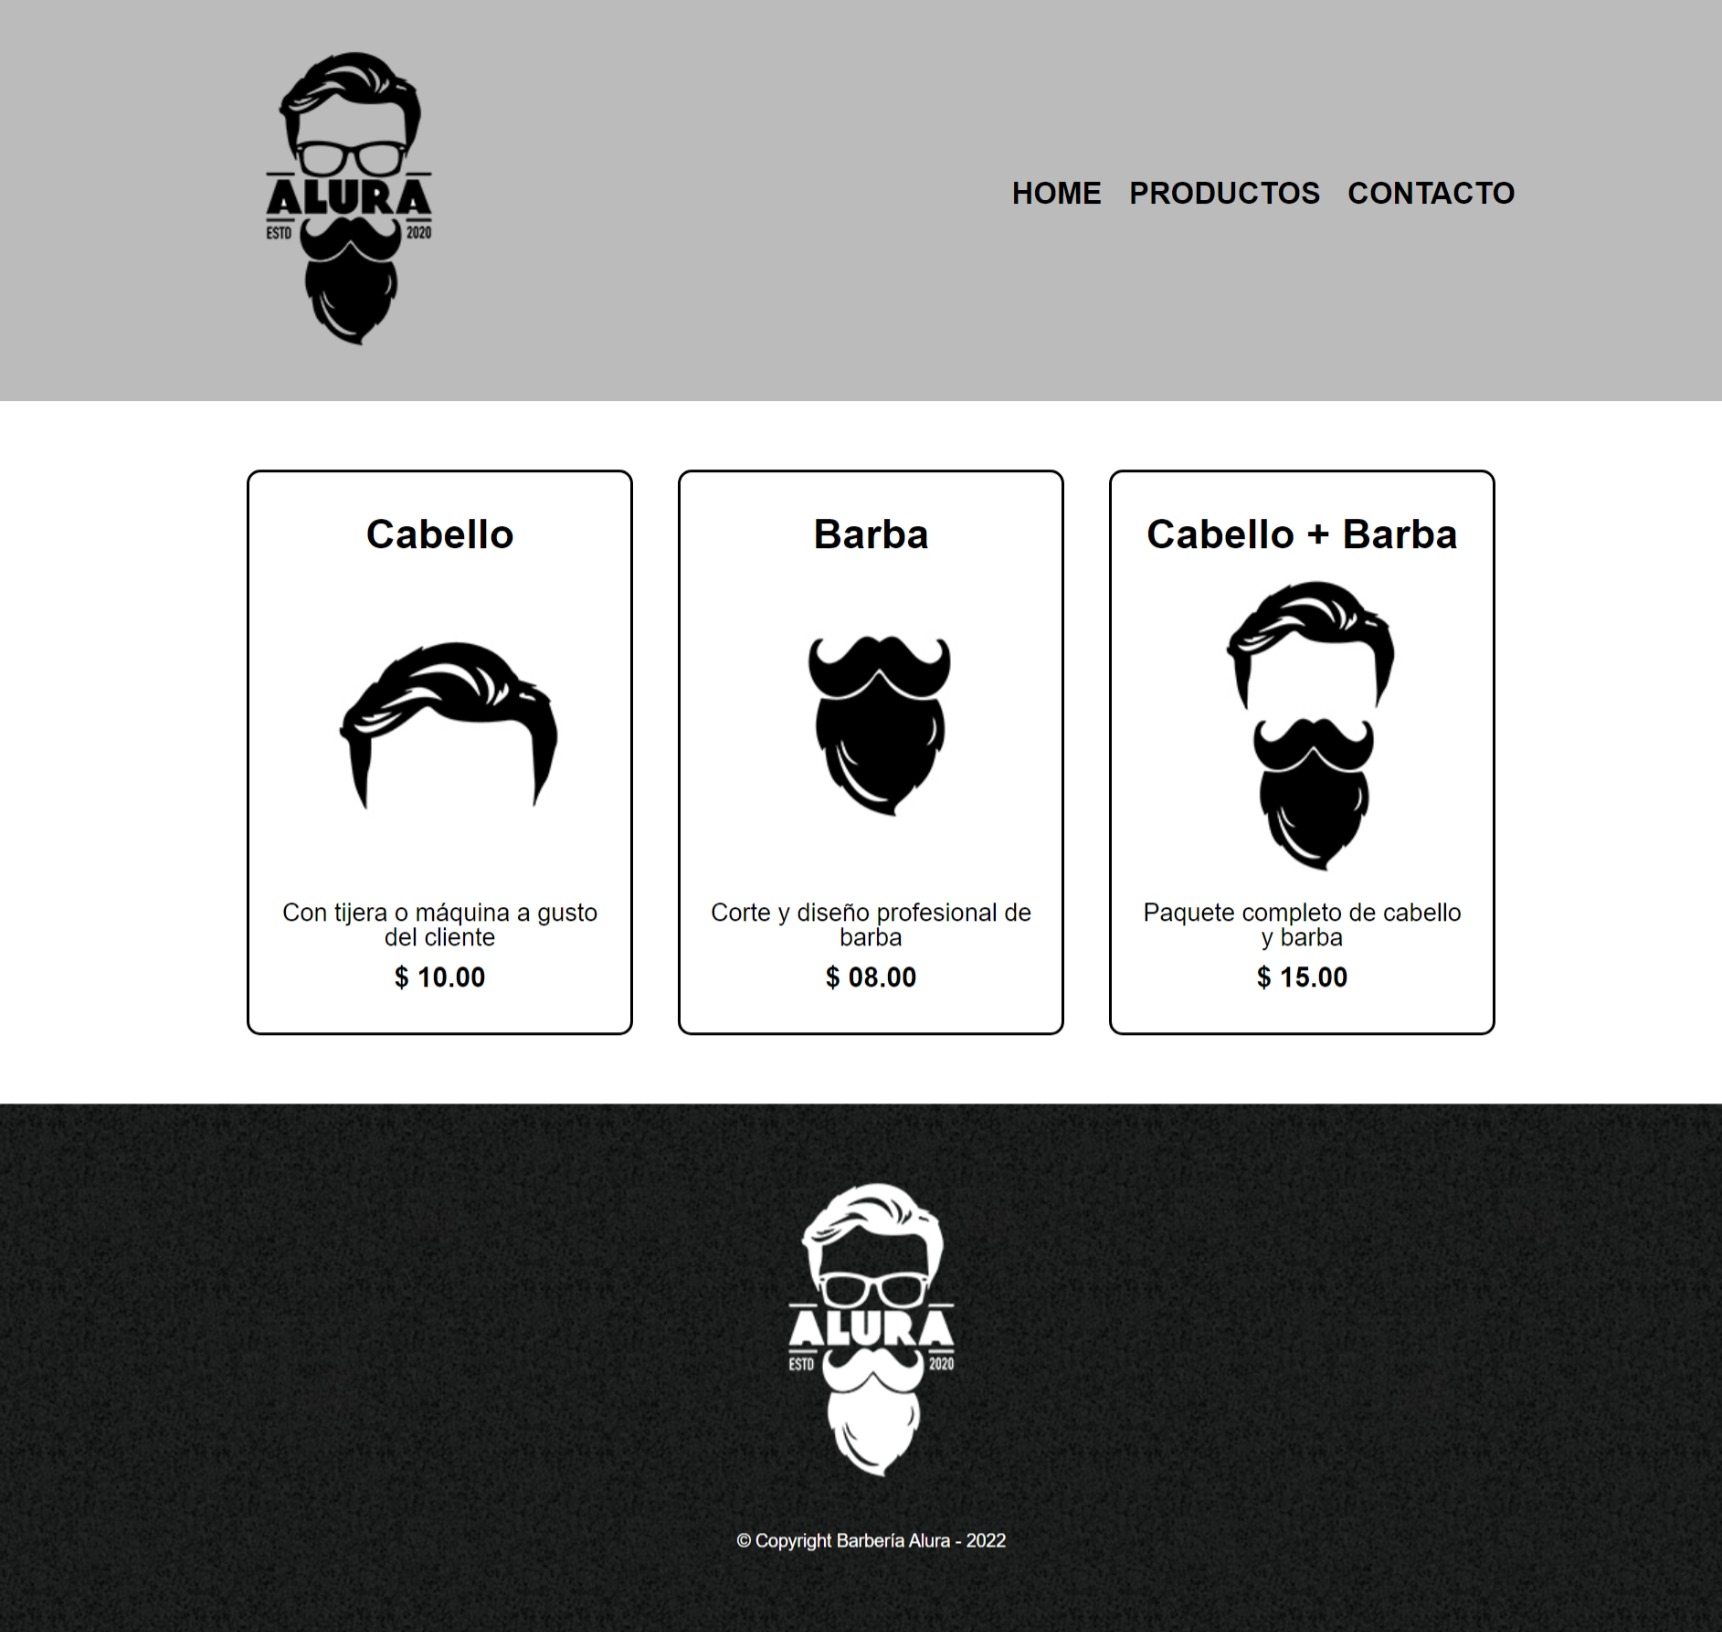 ALURA
ESTD 2020
HOME PRODUCTOS CONTACTO
Cabello
Con tijera o máquina a gusto
del cliente
$ 10.00
Barba
Corte y diseño profesional de
barba
$ 08.00
Cabello + Barba
Paquete completo de cabello
y barba
$ 15.00
ALURA
ESTD 2020
© Copyright Barbería Alura - 2022